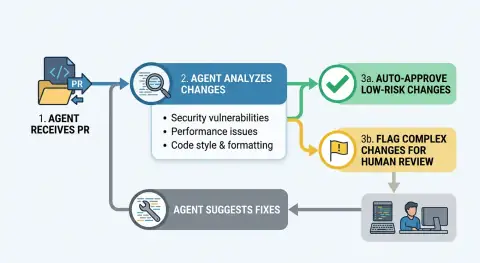 PR
1. AGENT
RECEIVES PR
2. AGENT ANALYZES
CHANGES
• Security vulnerabilities
• Performance issues
• Code style & formatting
3a. AUTO-APPROVE
LOW-RISK CHANGES
3b. FLAG COMPLEX
CHANGES FOR
HUMAN REVIEW
AGENT SUGGESTS FIXES